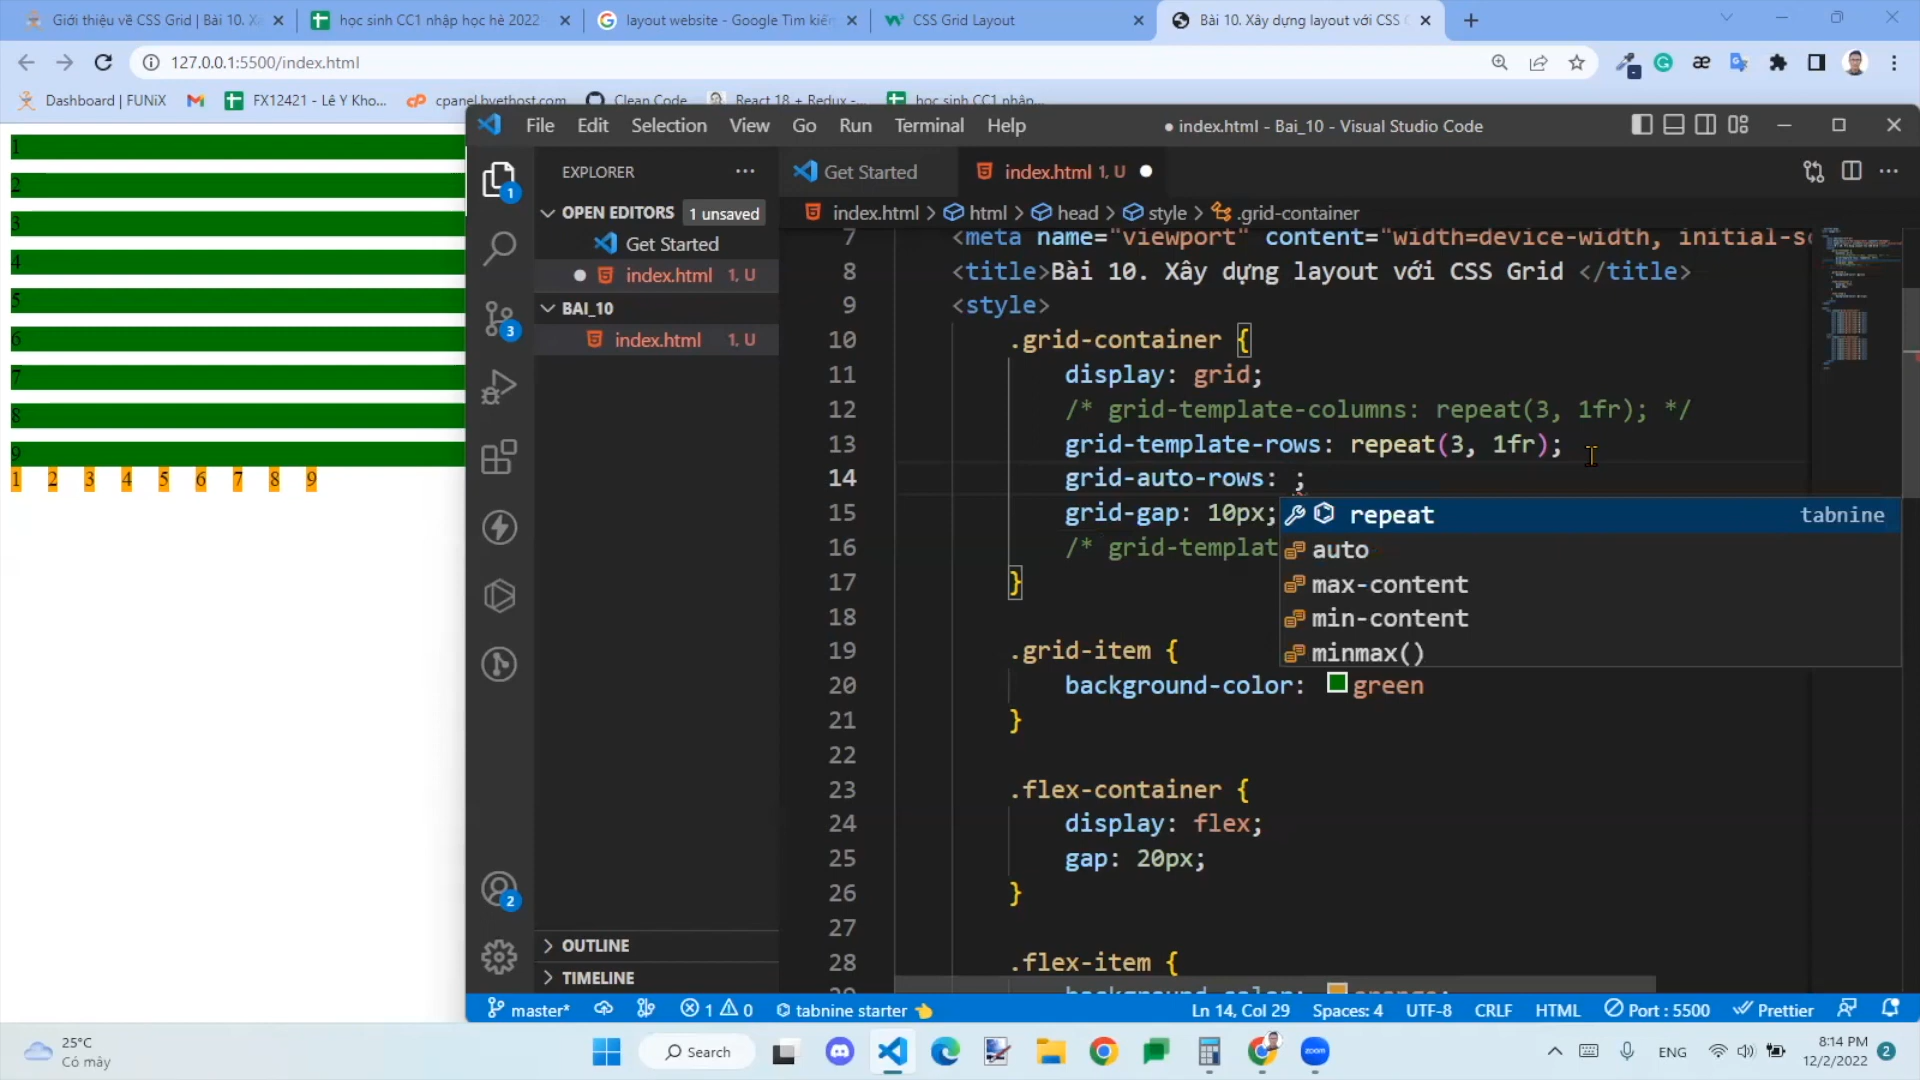 Giới thiệu về CSS Grid | Bài 10. X
học sinh CC1 nhập học hè 2022
layout website - Google Tìm kiếm
CSS Grid Layout
Bài 10. Xây dựng layout với CSS G
127.0.0.1:5500/index.html
Dashboard | FUNiX
FX12421 - Lê Y Kho...
cpanel.byethost.com
Clean Code
React 18 + Redux -...
học sinh CC1 nhập...
1
2
3
4
5
6
7
8
9
1 2 3 4 5 6 7 8 9
File Edit Selection View Go Run Terminal Help
● index.html - Bai_10 - Visual Studio Code
EXPLORER
OPEN EDITORS 1 unsaved
Get Started
index.html 1, U
BAI_10
index.html 1, U
OUTLINE
TIMELINE
1
3
2
Get Started
index.html 1, U
index.html > html > head > style > .grid-container
7 <meta name="viewport" content="width=device-width, initial-sc
8 <title>Bài 10. Xây dựng layout với CSS Grid </title>
9 <style>
10 .grid-container {
11 display: grid;
12 /* grid-template-columns: repeat(3, 1fr); */
13 grid-template-rows: repeat(3, 1fr);
14 grid-auto-rows: ;
15 grid-gap: 10px;
16 /* grid-templat
17 }
18
19 .grid-item {
20 background-color: green
21 }
22
23 .flex-container {
24 display: flex;
25 gap: 20px;
26 }
27
28 .flex-item {
29 background-color: orange;
repeat tabnine
auto
max-content
min-content
minmax()
master* 1 0 tabnine starter
Ln 14, Col 29 Spaces: 4 UTF-8 CRLF HTML Port : 5500 Prettier
25°C
Có mây
Search
zoom
ENG
8:14 PM
12/2/2022
2